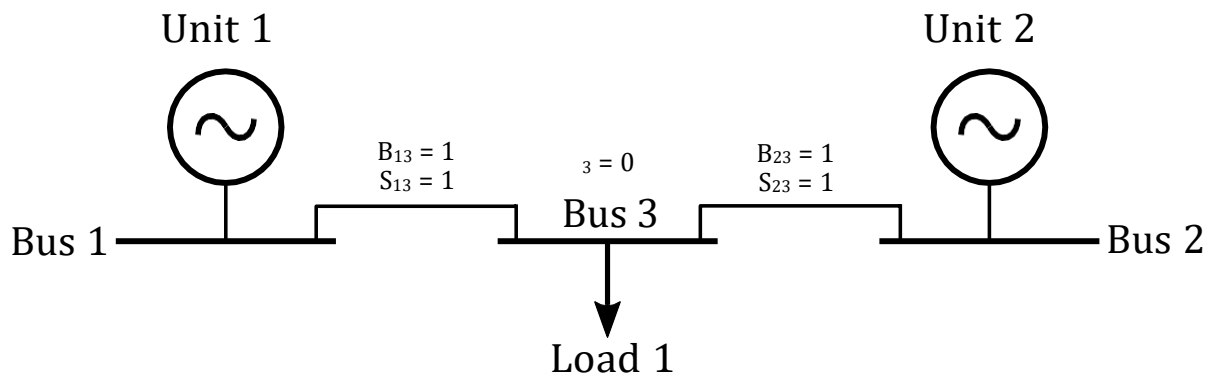 Unit 1
Unit 2
B₁₃ = 1
S₁₃ = 1
₃ = 0
B₂₃ = 1
S₂₃ = 1
Bus 1
Bus 3
Bus 2
Load 1